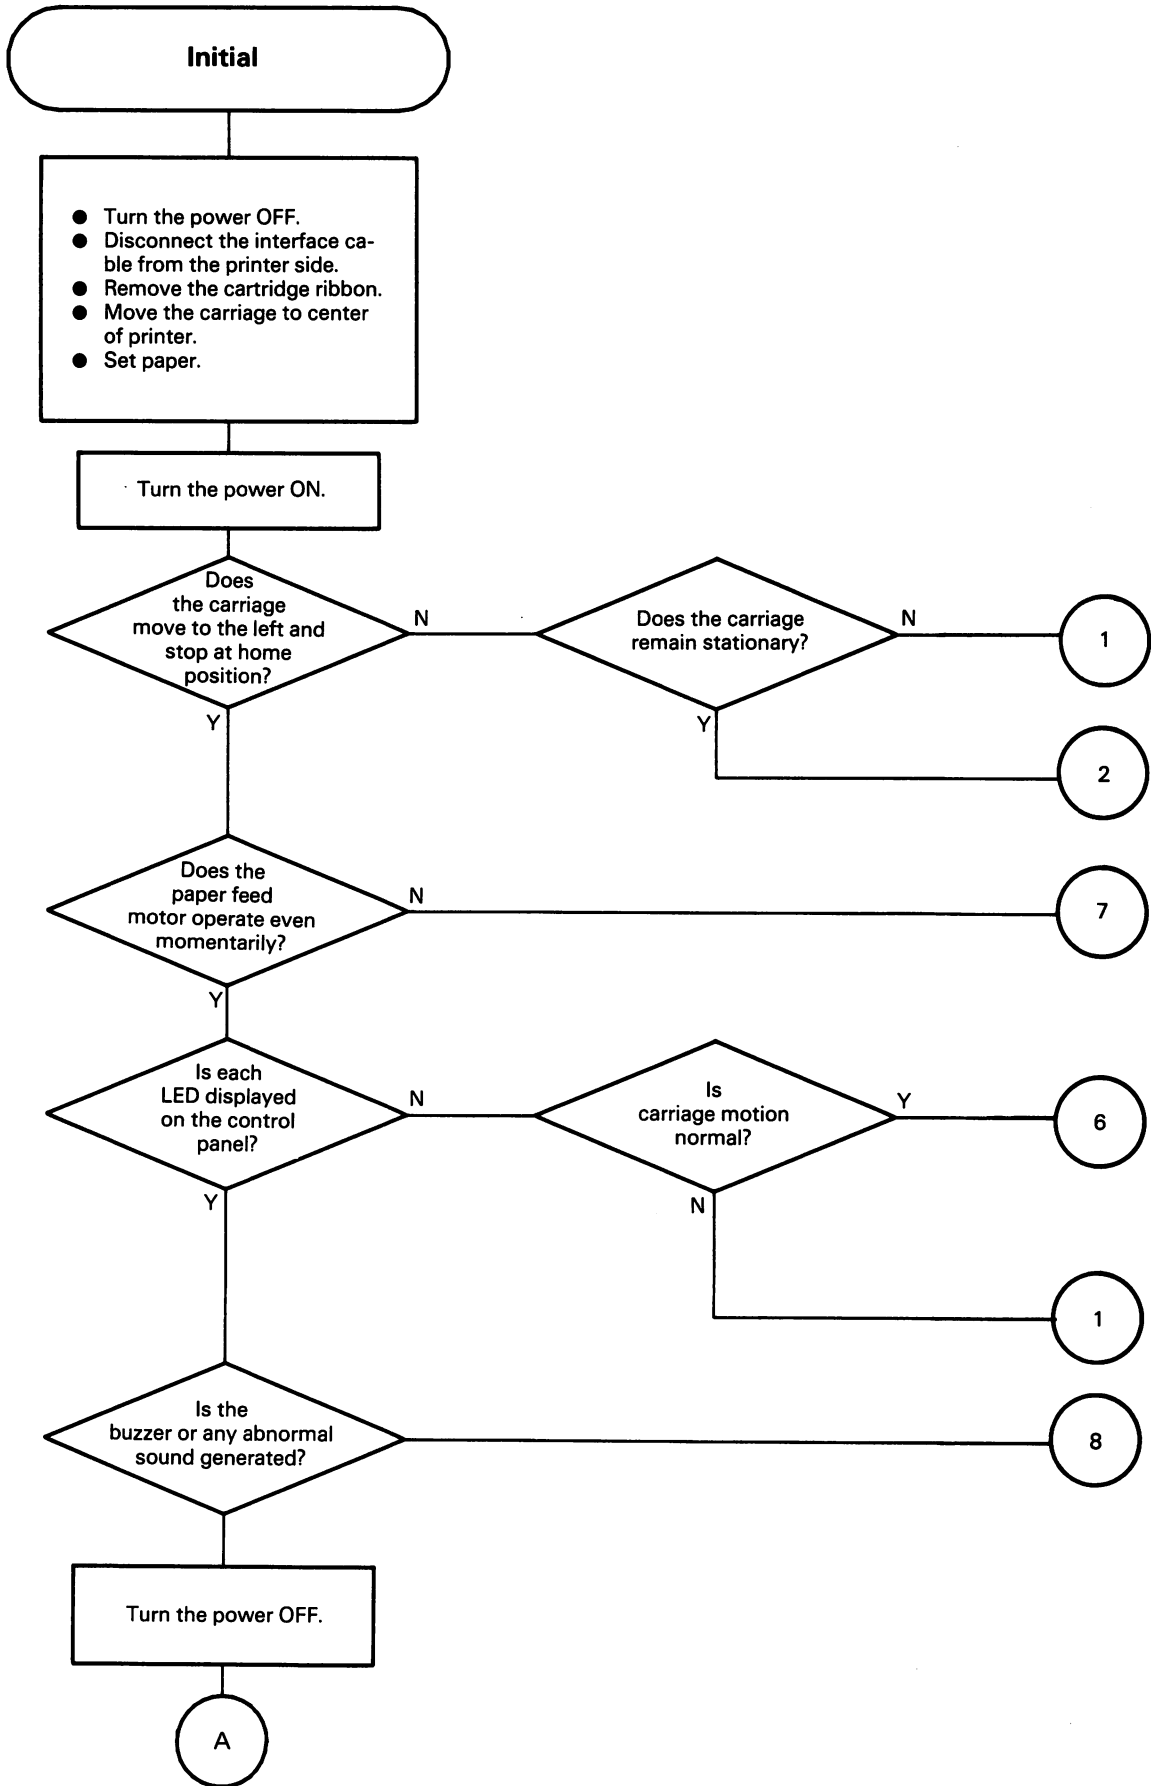 Initial
● Turn the power OFF.
● Disconnect the interface ca-
ble from the printer side.
● Remove the cartridge ribbon.
● Move the carriage to center
of printer.
● Set paper.
Turn the power ON.
Does
the carriage
move to the left and
stop at home
position?
N
Y
Does the carriage
remain stationary?
N
1
Y
2
Does the
paper feed
motor operate even
momentarily?
N
7
Y
Is each
LED displayed
on the control
panel?
N
Y
Is
carriage motion
normal?
Y
6
N
1
Is the
buzzer or any abnormal
sound generated?
8
Turn the power OFF.
A